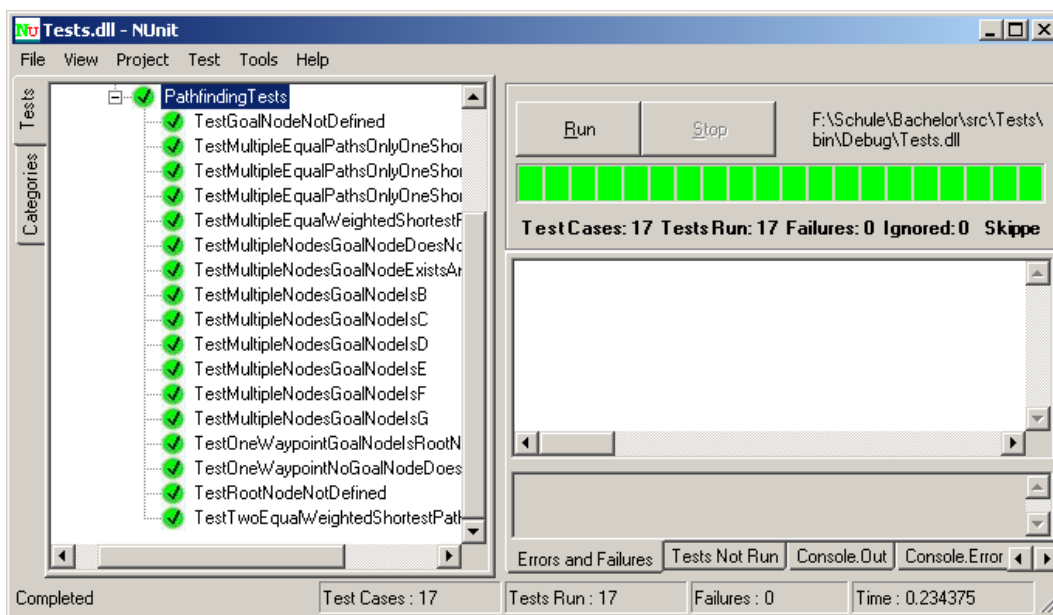 Nu Tests.dll - NUnit
File View Project Test Tools Help
Tests
Categories
PathfindingTests
TestGoalNodeNotDefined
TestMultipleEqualPathsOnlyOneShor
TestMultipleEqualPathsOnlyOneShor
TestMultipleEqualPathsOnlyOneShor
TestMultipleEqualWeightedShortestF
TestMultipleNodesGoalNodeDoesNo
TestMultipleNodesGoalNodeExistsAr
TestMultipleNodesGoalNodeIsB
TestMultipleNodesGoalNodeIsC
TestMultipleNodesGoalNodeIsD
TestMultipleNodesGoalNodeIsE
TestMultipleNodesGoalNodeIsF
TestMultipleNodesGoalNodeIsG
TestOneWaypointGoalNodeIsRootN
TestOneWaypointNoGoalNodeDoes
TestRootNodeNotDefined
TestTwoEqualWeightedShortestPath
Run Stop
F:\Schule\Bachelor\src\Tests\
bin\Debug\Tests.dll
Test Cases: 17 Tests Run: 17 Failures: 0 Ignored: 0 Skippe
Errors and Failures Tests Not Run Console.Out Console.Error
Completed Test Cases : 17 Tests Run : 17 Failures : 0 Time : 0.234375